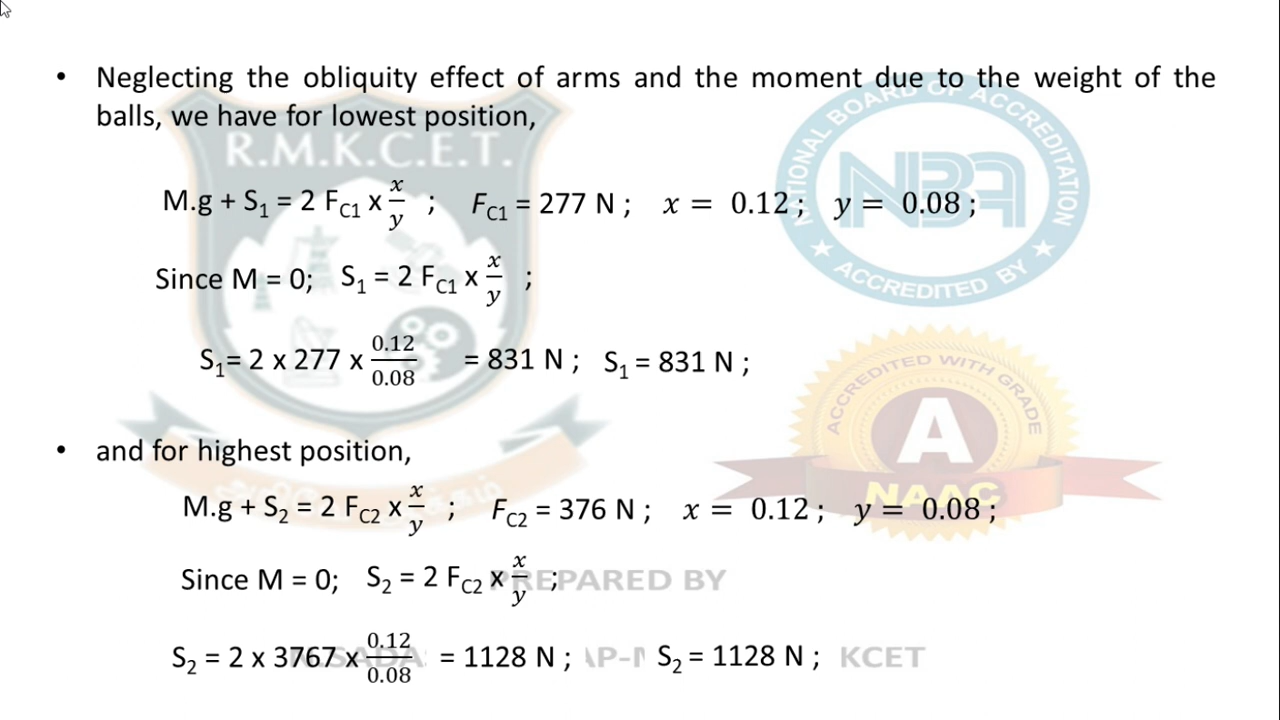 • Neglecting the obliquity effect of arms and the moment due to the weight of the
balls, we have for lowest position,
R.M.K.C.E.T.
NATIONAL BOARD OF ACCREDITATION
NBA
ACCREDITED BY
M.g + S₁ = 2 F_C1 x x/y ; F_C1 = 277 N ; x = 0.12 ; y = 0.08 ;
Since M = 0; S₁ = 2 F_C1 x x/y ;
S₁= 2 x 277 x 0.12/0.08 = 831 N ; S₁ = 831 N ;
ACCREDITED WITH GRADE
A
NAAC
• and for highest position,
M.g + S₂ = 2 F_C2 x x/y ; F_C2 = 376 N ; x = 0.12 ; y = 0.08 ;
Since M = 0; S₂ = 2 F_C2 x x/y ;
PREPARED BY
S₂ = 2 x 3767 x 0.12/0.08 = 1128 N ; S₂ = 1128 N ;
KCET